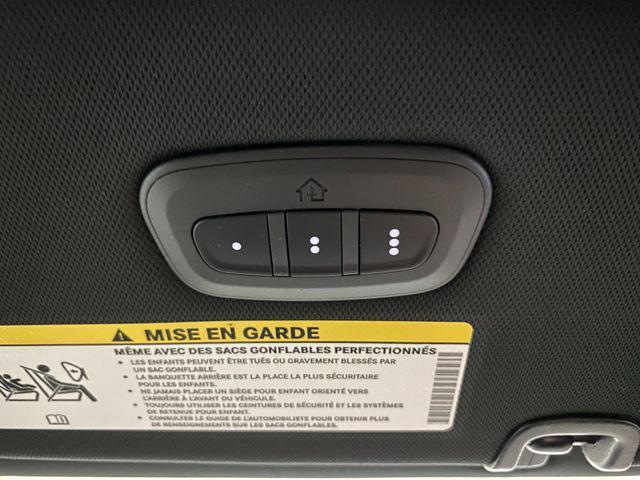 MISE EN GARDE
MÊME AVEC DES SACS GONFLABLES PERFECTIONNÉS
• LES ENFANTS PEUVENT ÊTRE TUÉS OU GRAVEMENT BLESSÉS PAR
UN SAC GONFLABLE.
• LA BANQUETTE ARRIÈRE EST LA PLACE LA PLUS SÉCURITAIRE
POUR LES ENFANTS.
• NE JAMAIS PLACER UN SIÈGE POUR ENFANT ORIENTÉ VERS
L'ARRIÈRE À L'AVANT DU VÉHICULE.
• TOUJOURS UTILISER LES CEINTURES DE SÉCURITÉ ET LES SYSTÈMES
DE RETENUE POUR ENFANT.
• CONSULTER LE GUIDE DE L'AUTOMOBILISTE POUR OBTENIR PLUS
DE RENSEIGNEMENTS SUR LES SACS GONFLABLES.